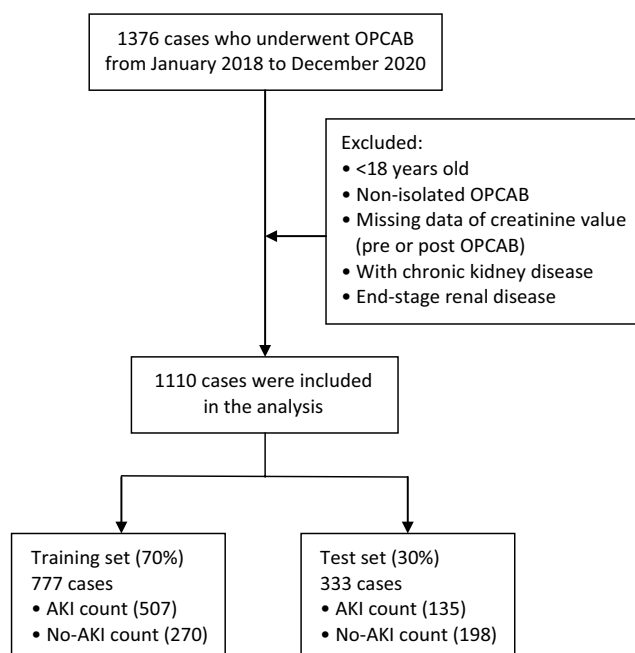 1376 cases who underwent OPCAB
from January 2018 to December 2020
Excluded:
• <18 years old
• Non-isolated OPCAB
• Missing data of creatinine value
(pre or post OPCAB)
• With chronic kidney disease
• End-stage renal disease
1110 cases were included
in the analysis
Training set (70%)
777 cases
• AKI count (507)
• No-AKI count (270)
Test set (30%)
333 cases
• AKI count (135)
• No-AKI count (198)